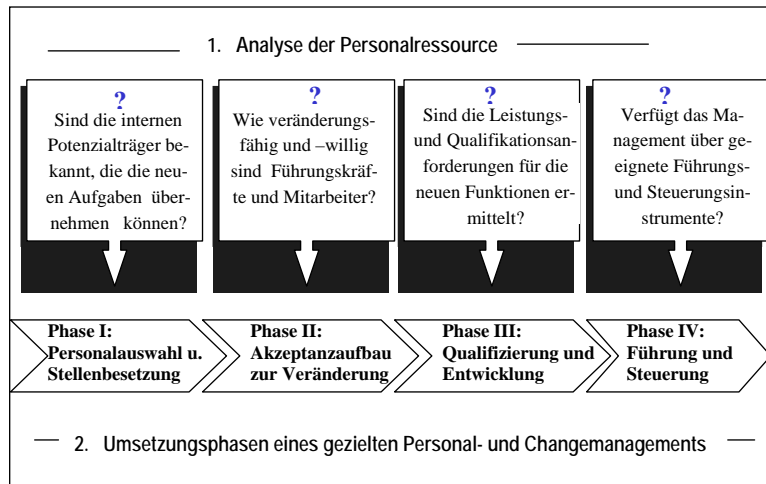 1. Analyse der Personalressource
?
Sind die internen
Potenzialträger be-
kannt, die die neu-
en Aufgaben über-
nehmen können?
?
Wie veränderungs-
fähig und –willig
sind Führungskräf-
te und Mitarbeiter?
?
Sind die Leistungs-
und Qualifikationsan-
forderungen für die
neuen Funktionen er-
mittelt?
?
Verfügt das Ma-
nagement über ge-
eignete Führungs-
und Steuerungsin-
strumente?
Phase I:
Personalauswahl u.
Stellenbesetzung
Phase II:
Akzeptanzaufbau
zur Veränderung
Phase III:
Qualifizierung und
Entwicklung
Phase IV:
Führung und
Steuerung
2. Umsetzungsphasen eines gezielten Personal- und Changemanagements